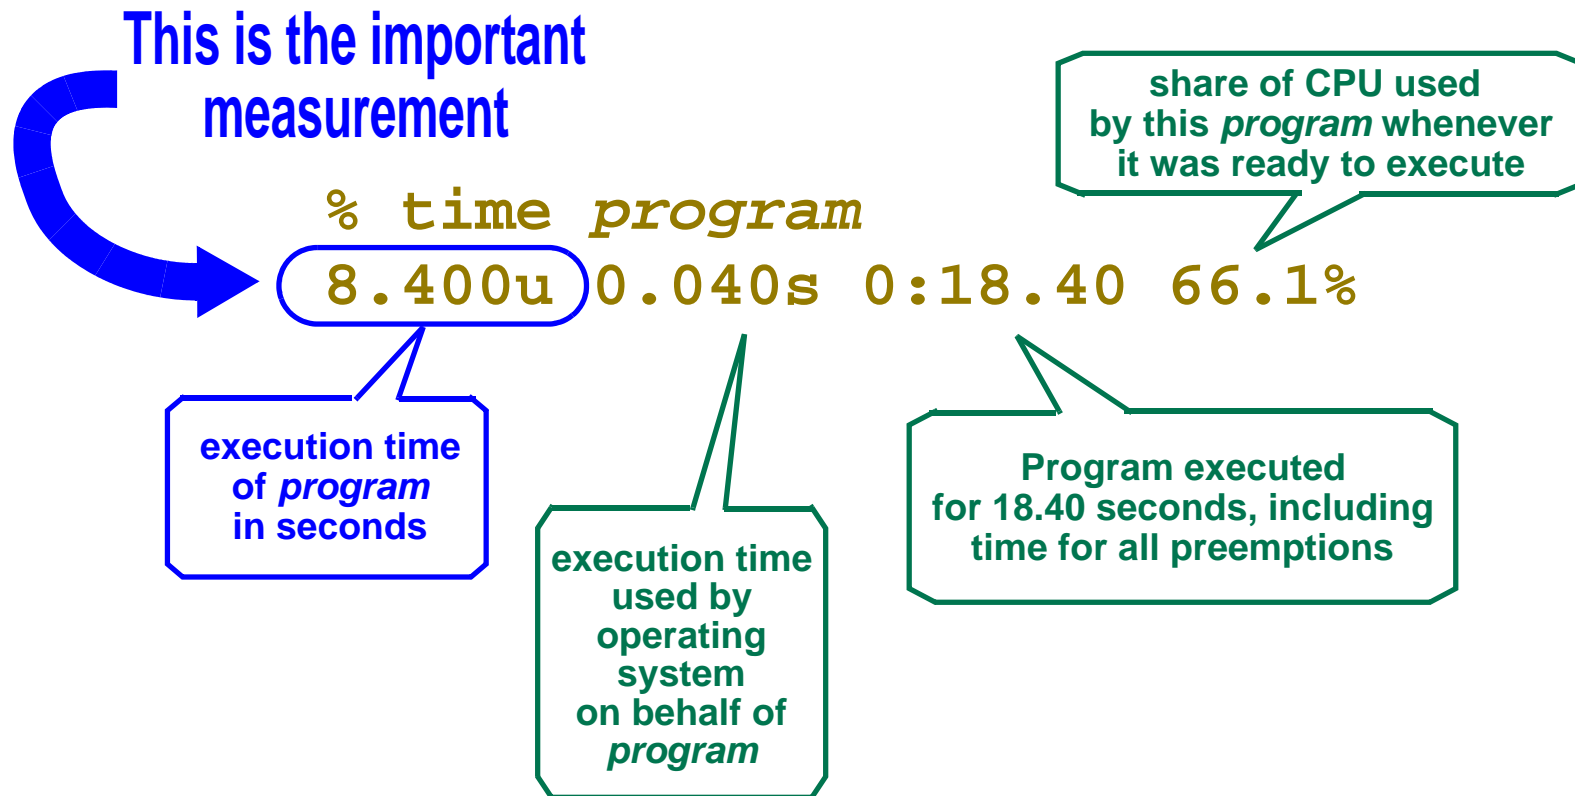 This is the important
measurement
share of CPU used
by this program whenever
it was ready to execute
% time program
8.400u 0.040s 0:18.40 66.1%
execution time
of program
in seconds
execution time
used by
operating
system
on behalf of
program
Program executed
for 18.40 seconds, including
time for all preemptions